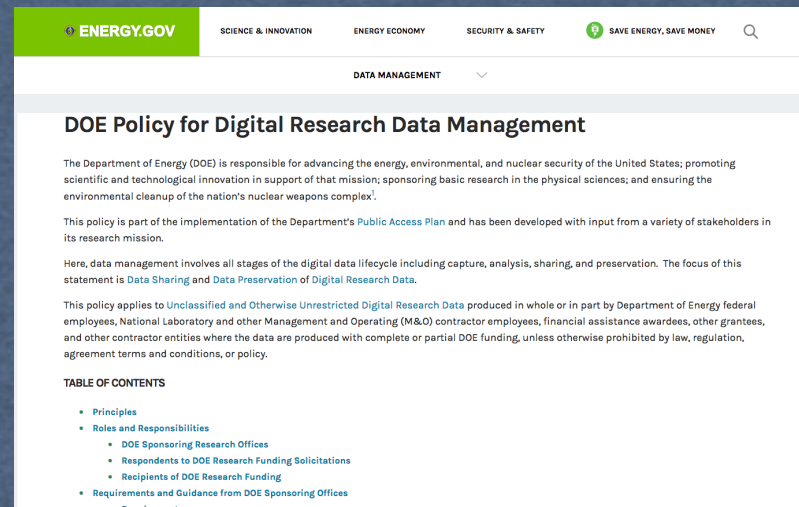 ENERGY.GOV SCIENCE & INNOVATION ENERGY ECONOMY SECURITY & SAFETY SAVE ENERGY, SAVE MONEY
DATA MANAGEMENT
DOE Policy for Digital Research Data Management
The Department of Energy (DOE) is responsible for advancing the energy, environmental, and nuclear security of the United States; promoting
scientific and technological innovation in support of that mission; sponsoring basic research in the physical sciences; and ensuring the
environmental cleanup of the nation's nuclear weapons complex1.
This policy is part of the implementation of the Department's Public Access Plan and has been developed with input from a variety of stakeholders in
its research mission.
Here, data management involves all stages of the digital data lifecycle including capture, analysis, sharing, and preservation. The focus of this
statement is Data Sharing and Data Preservation of Digital Research Data.
This policy applies to Unclassified and Otherwise Unrestricted Digital Research Data produced in whole or in part by Department of Energy federal
employees, National Laboratory and other Management and Operating (M&O) contractor employees, financial assistance awardees, other grantees,
and other contractor entities where the data are produced with complete or partial DOE funding, unless otherwise prohibited by law, regulation,
agreement terms and conditions, or policy.
TABLE OF CONTENTS
Principles
Roles and Responsibilities
DOE Sponsoring Research Offices
Respondents to DOE Research Funding Solicitations
Recipients of DOE Research Funding
Requirements and Guidance from DOE Sponsoring Offices